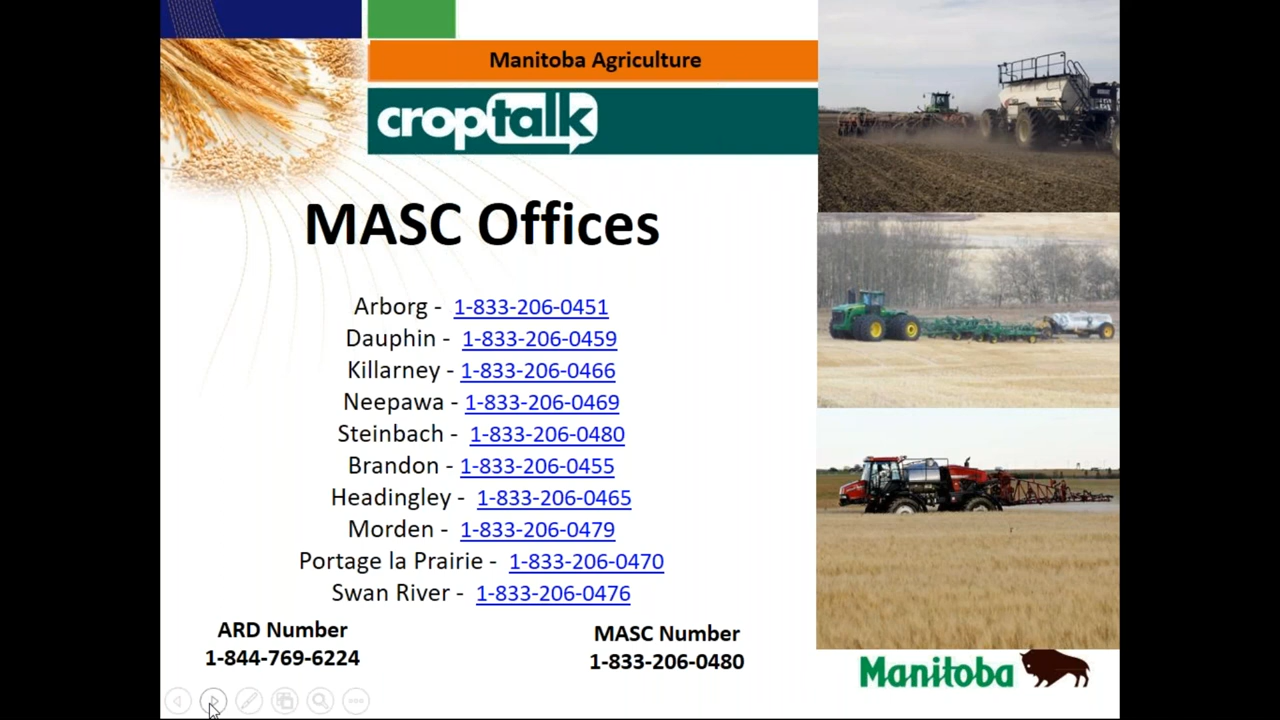 Manitoba Agriculture
croptalk
MASC Offices
Arborg - 1-833-206-0451
Dauphin - 1-833-206-0459
Killarney - 1-833-206-0466
Neepawa - 1-833-206-0469
Steinbach - 1-833-206-0480
Brandon - 1-833-206-0455
Headingley - 1-833-206-0465
Morden - 1-833-206-0479
Portage la Prairie - 1-833-206-0470
Swan River - 1-833-206-0476
ARD Number
1-844-769-6224
MASC Number
1-833-206-0480
Manitoba